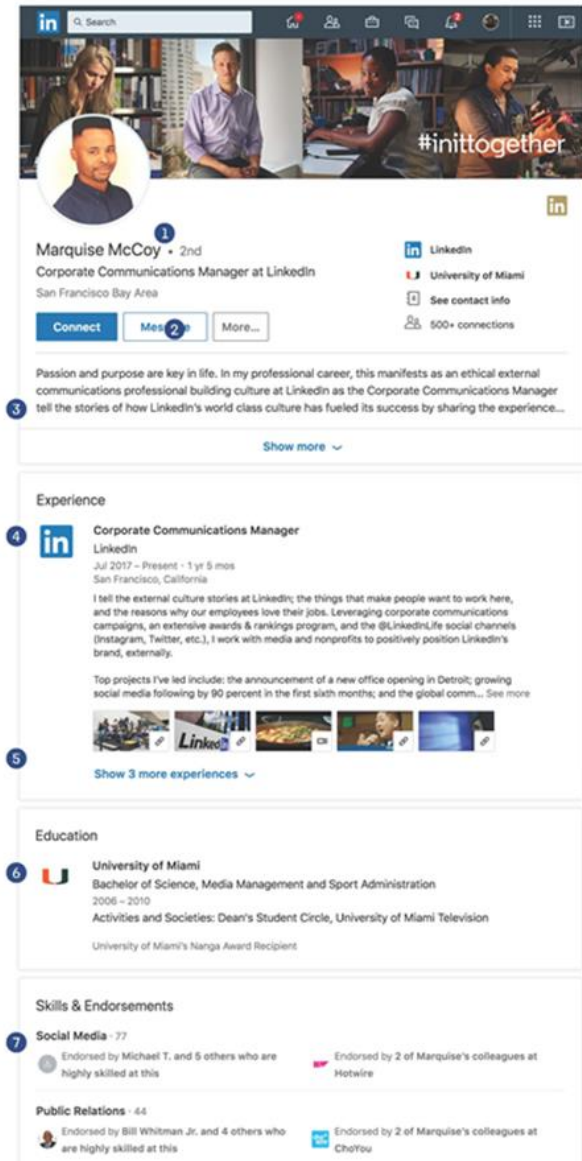 in
Search
2
#inittogether
in
1
Marquise McCoy • 2nd
Corporate Communications Manager at LinkedIn
San Francisco Bay Area
in LinkedIn
University of Miami
See contact info
500+ connections
Connect
Mes e
2
More...
Passion and purpose are key in life. In my professional career, this manifests as an ethical external
communications professional building culture at LinkedIn as the Corporate Communications Manager
3
tell the stories of how LinkedIn's world class culture has fueled its success by sharing the experience...
Show more
Experience
4
in
Corporate Communications Manager
LinkedIn
Jul 2017 – Present · 1 yr 5 mos
San Francisco, California
I tell the external culture stories at LinkedIn; the things that make people want to work here,
and the reasons why our employees love their jobs. Leveraging corporate communications
campaigns, an extensive awards & rankings program, and the @LinkedInLife social channels
(Instagram, Twitter, etc.), I work with media and nonprofits to positively position LinkedIn's
brand, externally.
Top projects I've led include: the announcement of a new office opening in Detroit; growing
social media following by 90 percent in the first sixth months; and the global comm... See more
Linked
5
Show 3 more experiences
Education
6
University of Miami
Bachelor of Science, Media Management and Sport Administration
2006 – 2010
Activities and Societies: Dean's Student Circle, University of Miami Television
University of Miami's Nanga Award Recipient
Skills & Endorsements
7
Social Media · 77
Endorsed by Michael T. and 5 others who are
highly skilled at this
Endorsed by 2 of Marquise's colleagues at
Hotwire
Public Relations · 44
Endorsed by Bill Whitman Jr. and 4 others who
are highly skilled at this
Endorsed by 2 of Marquise's colleagues at
ChoYou